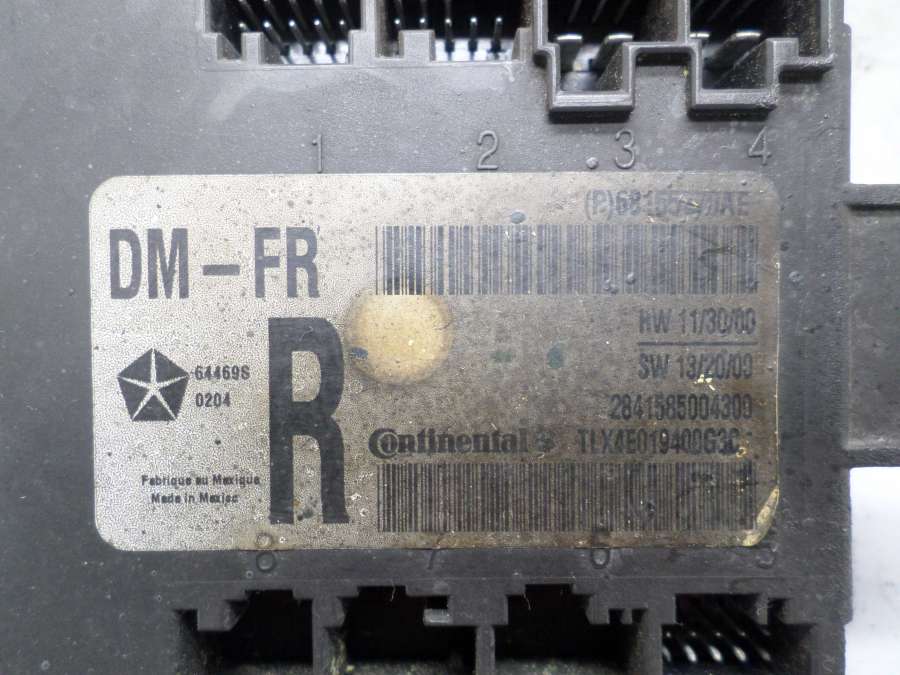 1 2 3 4
DM-FR
R
HW 11/30/00
SW 13/20/00
64469S
0204
2841585004300
Continental
TLX4E019400G3C
Fabrique au Mexique
Made in Mexico
8 7 6 5